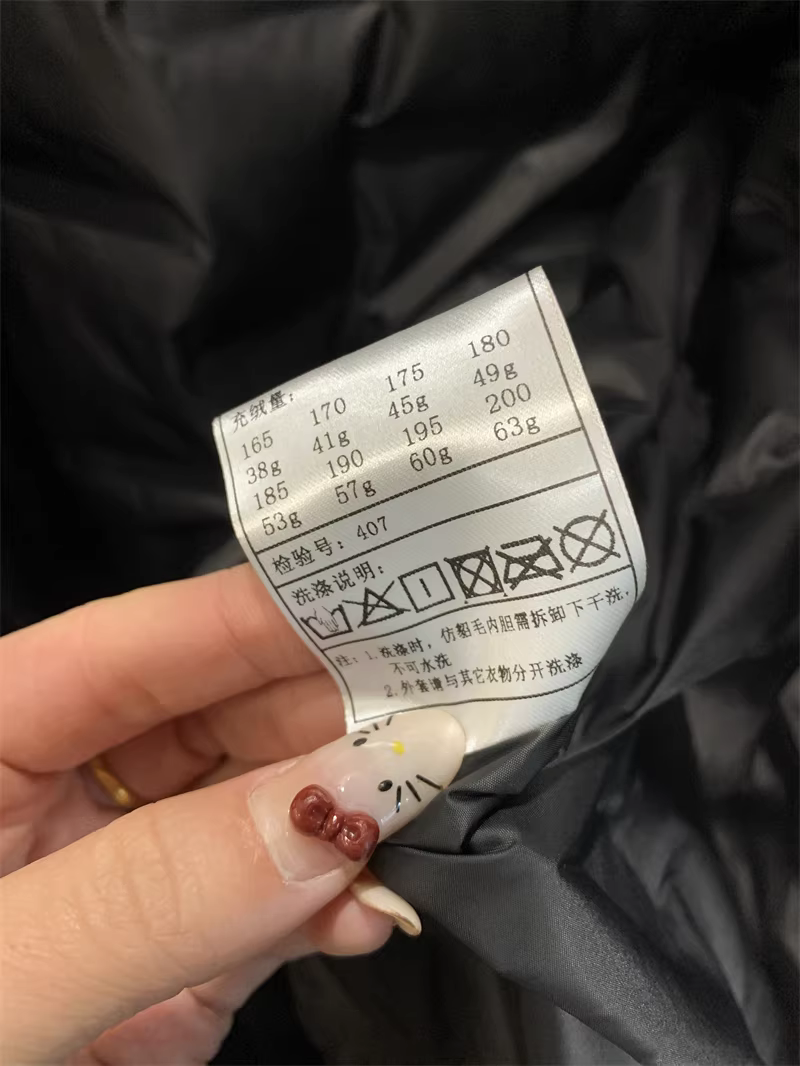 充绒量:
165 170 175 180
38g 41g 45g 49g
185 190 195 200
53g 57g 60g 63g
检验号: 407
洗涤说明:
注: 1.洗涤时, 仿貂毛内胆需拆卸下干洗,
不可水洗
2.外套请与其它衣物分开洗涤